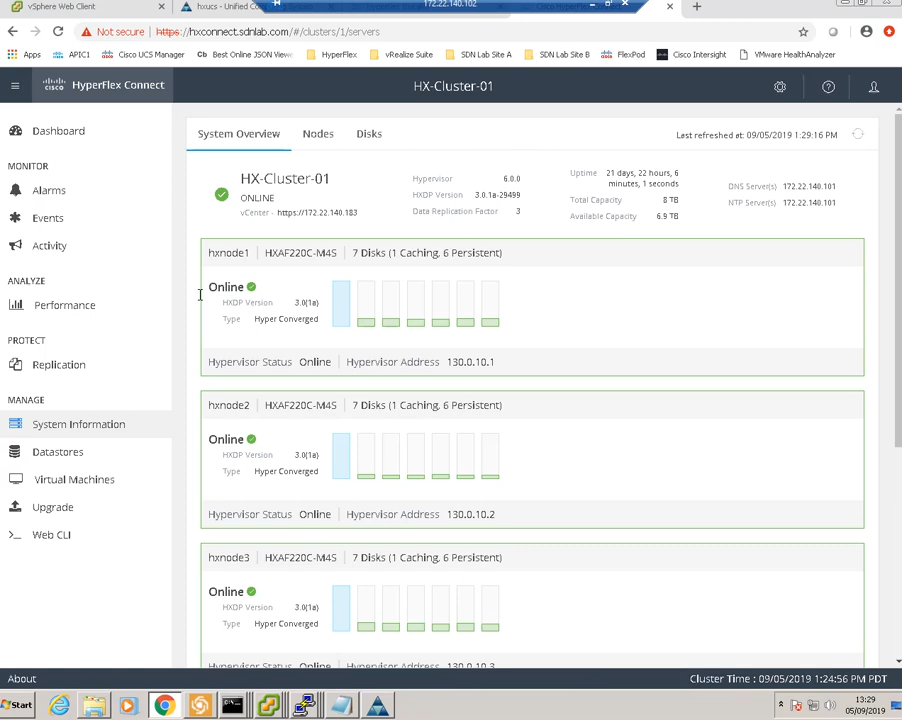 vSphere Web Client
hxucs - Unified Co
172.22.140.102
Not secure
https://hxconnect.sdnlab.com/#/clusters/1/servers
Apps
APIC1
Cisco UCS Manager
Best Online JSON View
HyperFlex
vRealize Suite
SDN Lab Site A
SDN Lab Site B
FlexPod
Cisco Intersight
VMware HealthAnalyzer
cisco
HyperFlex Connect
HX-Cluster-01
Dashboard
MONITOR
Alarms
Events
Activity
ANALYZE
Performance
PROTECT
Replication
MANAGE
System Information
Datastores
Virtual Machines
Upgrade
Web CLI
System Overview
Nodes
Disks
Last refreshed at: 09/05/2019 1:29:16 PM
HX-Cluster-01
ONLINE
vCenter - https://172.22.140.183
Hypervisor 6.0.0
HXDP Version 3.0.1a-29499
Data Replication Factor 3
Uptime 21 days, 22 hours, 6
minutes, 1 seconds
Total Capacity 8 TB
Available Capacity 6.9 TB
DNS Server(s) 172.22.140.101
NTP Server(s) 172.22.140.101
hxnode1 HXAF220C-M4S 7 Disks (1 Caching, 6 Persistent)
Online
HXDP Version 3.0(1a)
Type Hyper Converged
Hypervisor Status Online Hypervisor Address 130.0.10.1
hxnode2 HXAF220C-M4S 7 Disks (1 Caching, 6 Persistent)
Online
HXDP Version 3.0(1a)
Type Hyper Converged
Hypervisor Status Online Hypervisor Address 130.0.10.2
hxnode3 HXAF220C-M4S 7 Disks (1 Caching, 6 Persistent)
Online
HXDP Version 3.0(1a)
Type Hyper Converged
Hypervisor Status Online Hypervisor Address 130.0.10.3
About
Cluster Time : 09/05/2019 1:24:56 PM PDT
Start
13:29
05/09/2019